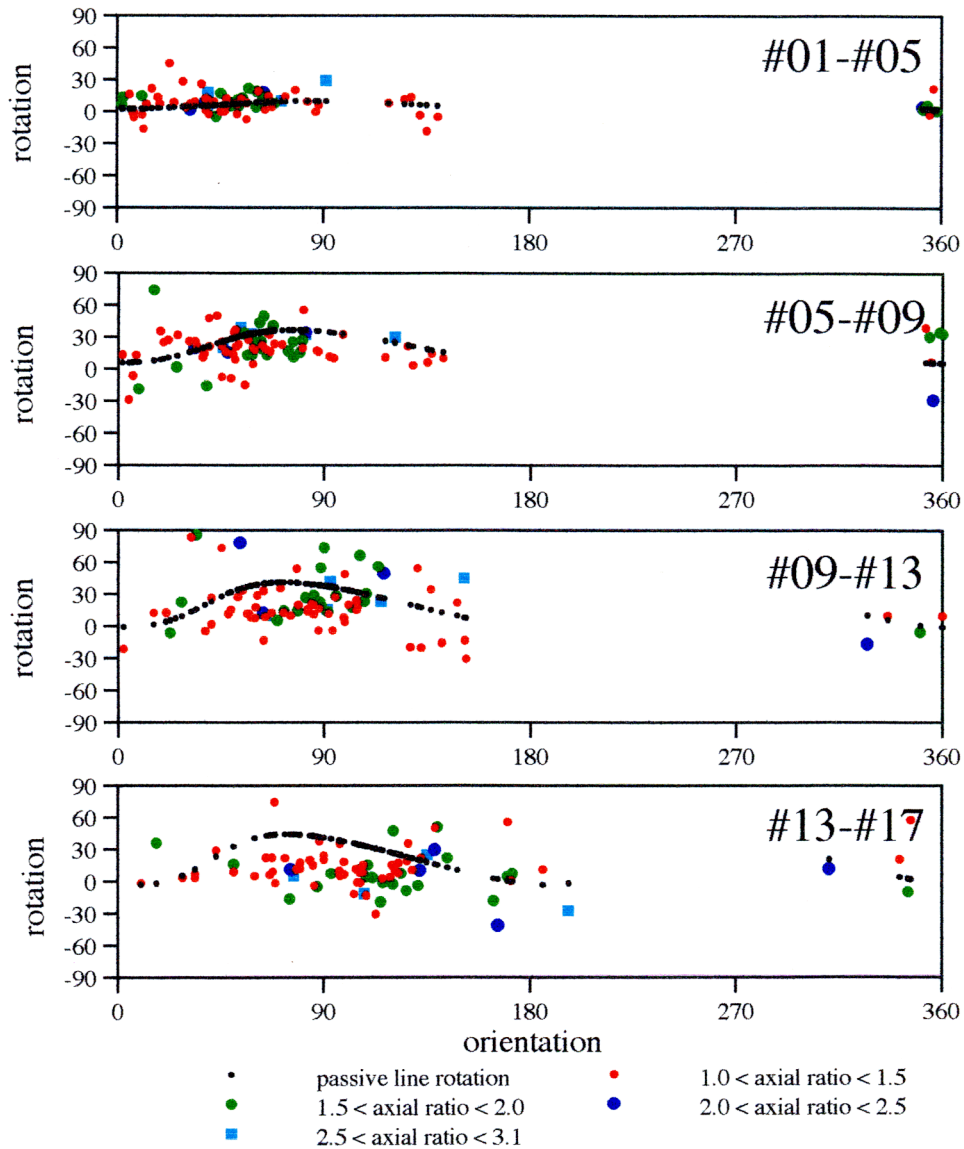 90
60
30
0
-30
-60
-90
rotation
#01-#05
0 90 180 270 360
90
60
30
0
-30
-60
-90
rotation
#05-#09
0 90 180 270 360
90
60
30
0
-30
-60
-90
rotation
#09-#13
0 90 180 270 360
90
60
30
0
-30
-60
-90
rotation
#13-#17
0 90 180 270 360
orientation
passive line rotation
1.0 < axial ratio < 1.5
1.5 < axial ratio < 2.0
2.0 < axial ratio < 2.5
2.5 < axial ratio < 3.1